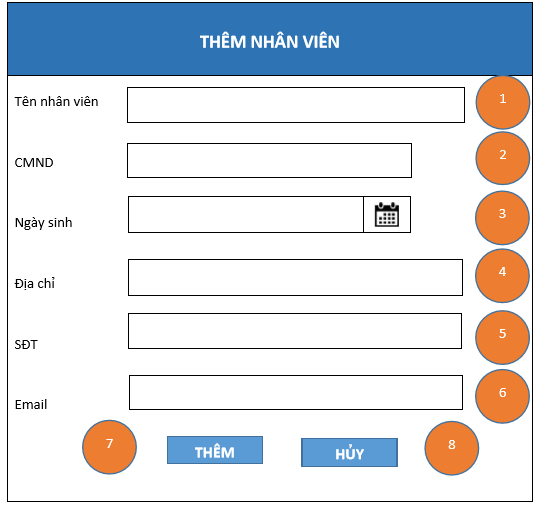 THÊM NHÂN VIÊN
Tên nhân viên
1
CMND
2
Ngày sinh
3
Địa chỉ
4
SĐT
5
Email
6
7
THÊM
HỦY
8